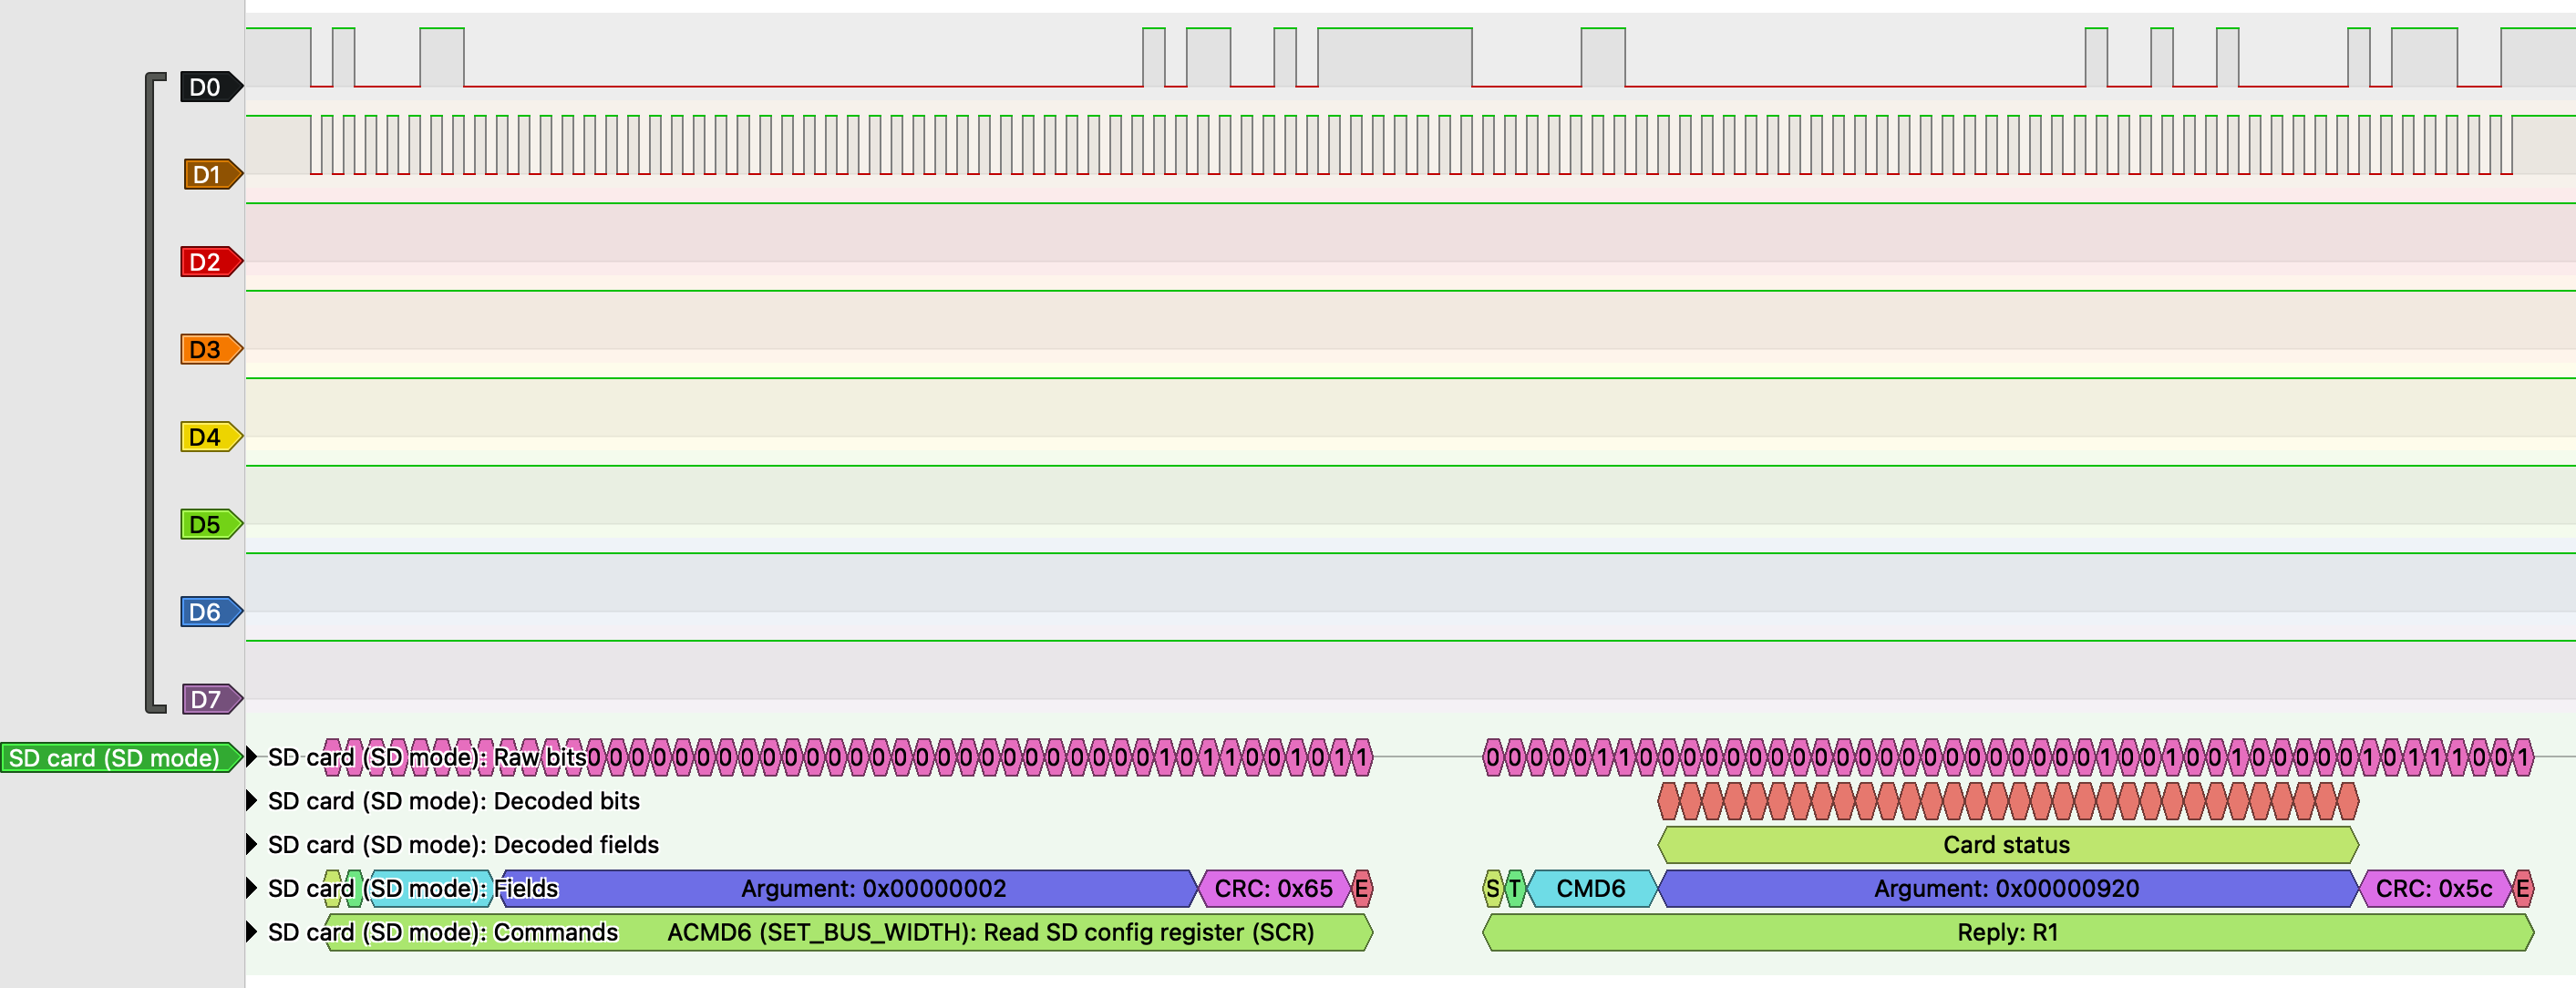 D0
D1
D2
D3
D4
D5
D6
D7
SD card (SD mode)
SD card (SD mode): Raw bits 0 0 0 0 0 0 0 0 0 0 0 0 0 0 0 0 0 0 0 0 0 0 0 0 0 0 1 0 1 1 0 0 1 0 1 1 0 0 0 0 0 1 1 0 0 0 0 0 0 0 0 0 0 0 0 0 0 0 0 0 0 0 0 0 1 0 0 1 0 0 1 0 0 0 0 0 1 0 1 1 1 0 0 1
SD card (SD mode): Decoded bits
SD card (SD mode): Decoded fields Card status
SD card (SD mode): Fields Argument: 0x00000002 CRC: 0x65 E S T CMD6 Argument: 0x00000920 CRC: 0x5c E
SD card (SD mode): Commands ACMD6 (SET_BUS_WIDTH): Read SD config register (SCR) Reply: R1